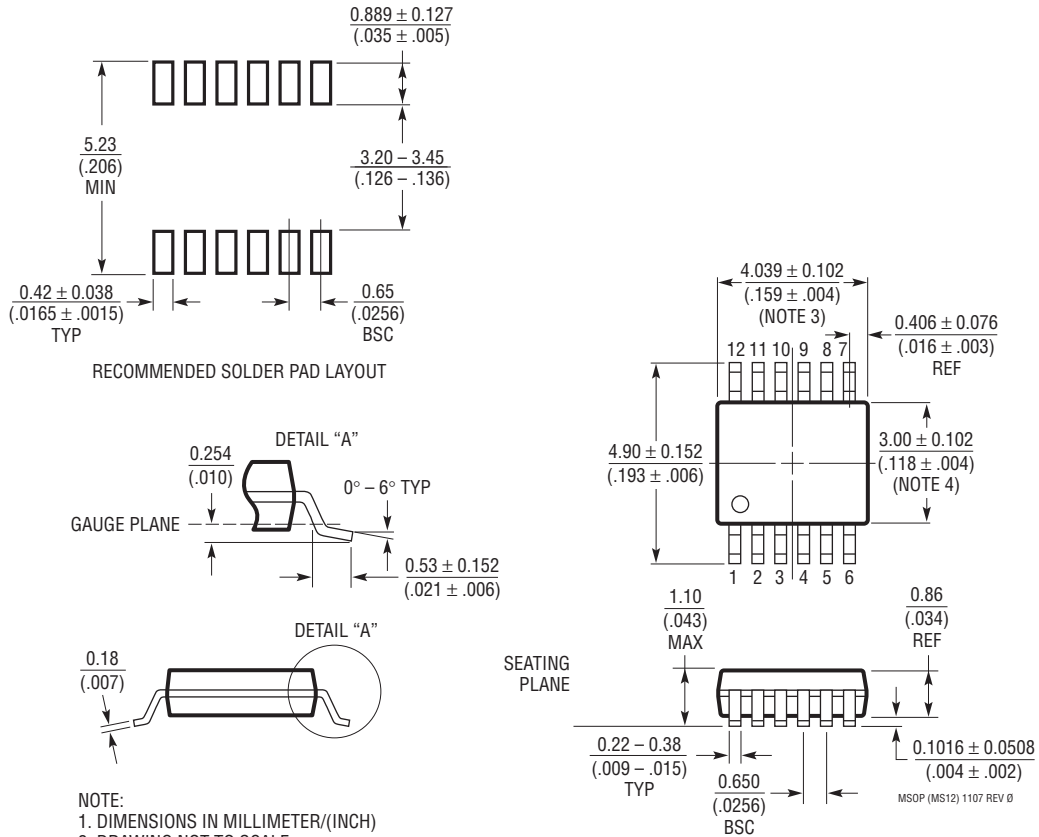 0.889 ± 0.127
(.035 ± .005)
5.23
(.206)
MIN
3.20 – 3.45
(.126 – .136)
0.42 ± 0.038
(.0165 ± .0015)
TYP
0.65
(.0256)
BSC
RECOMMENDED SOLDER PAD LAYOUT
4.039 ± 0.102
(.159 ± .004)
(NOTE 3)
0.406 ± 0.076
(.016 ± .003)
REF
12 11 10 9 8 7
4.90 ± 0.152
(.193 ± .006)
3.00 ± 0.102
(.118 ± .004)
(NOTE 4)
1 2 3 4 5 6
DETAIL “A”
0.254
(.010)
0° – 6° TYP
GAUGE PLANE
0.53 ± 0.152
(.021 ± .006)
DETAIL “A”
0.18
(.007)
1.10
(.043)
MAX
0.86
(.034)
REF
SEATING
PLANE
0.22 – 0.38
(.009 – .015)
TYP
0.650
(.0256)
BSC
0.1016 ± 0.0508
(.004 ± .002)
MSOP (MS12) 1107 REV Ø
NOTE:
1. DIMENSIONS IN MILLIMETER/(INCH)